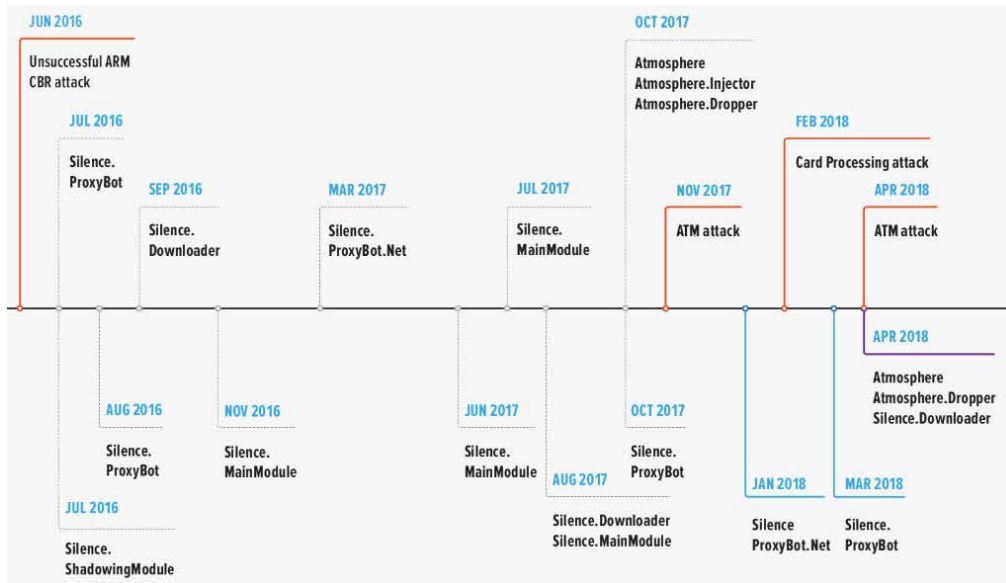 JUN 2016
Unsuccessful ARM
CBR attack
JUL 2016
Silence.
ProxyBot
SEP 2016
Silence.
Downloader
MAR 2017
Silence.
ProxyBot.Net
JUL 2017
Silence.
MainModule
OCT 2017
Atmosphere
Atmosphere.Injector
Atmosphere.Dropper
NOV 2017
ATM attack
FEB 2018
Card Processing attack
APR 2018
ATM attack
JUL 2016
Silence.
ShadowingModule
AUG 2016
Silence.
ProxyBot
NOV 2016
Silence.
MainModule
JUN 2017
Silence.
MainModule
AUG 2017
Silence.Downloader
Silence.MainModule
OCT 2017
Silence.
ProxyBot
JAN 2018
Silence
ProxyBot.Net
MAR 2018
Silence.
ProxyBot
APR 2018
Atmosphere
Atmosphere.Dropper
Silence.Downloader